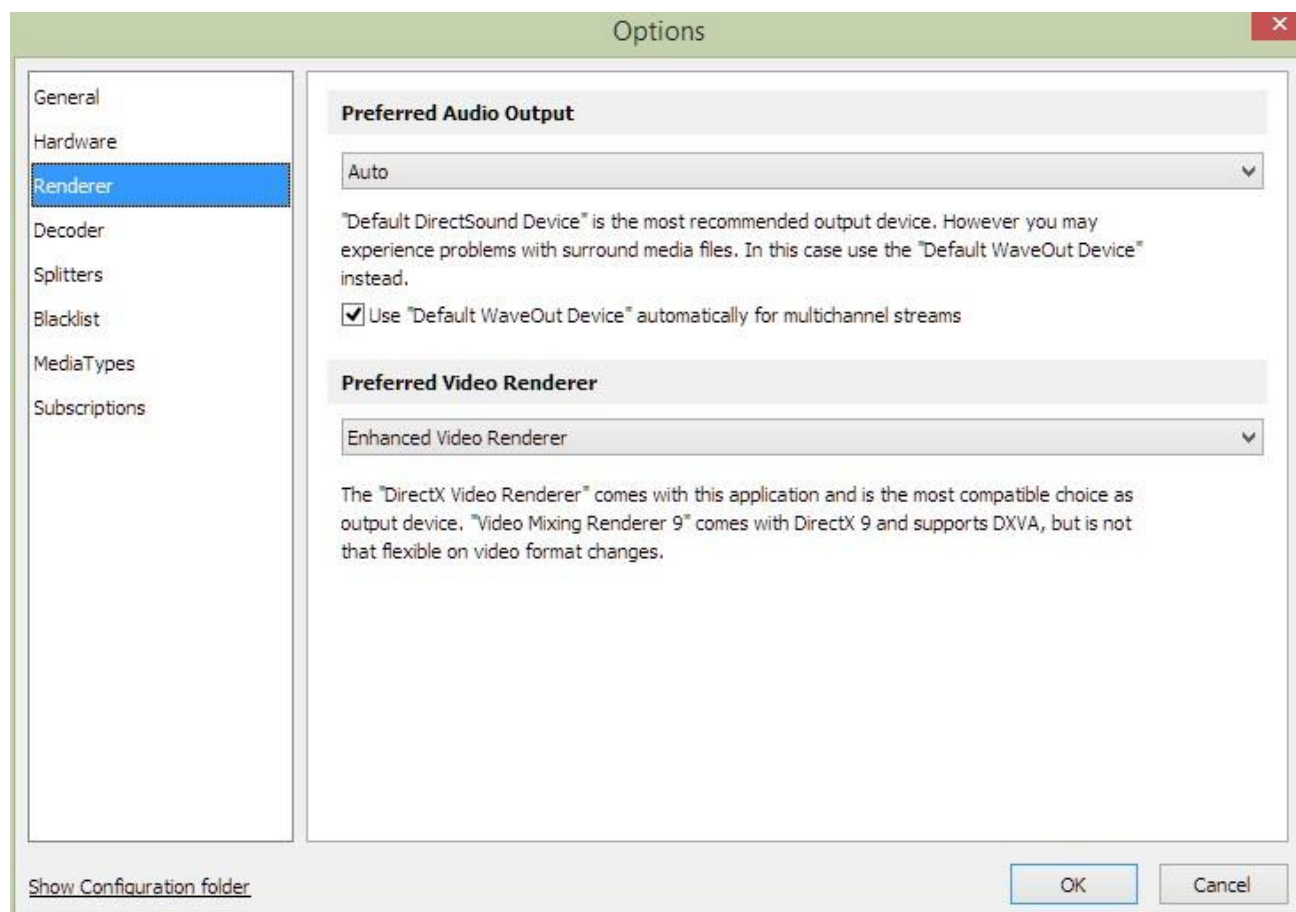 Options
General
Hardware
Renderer
Decoder
Splitters
Blacklist
MediaTypes
Subscriptions
Preferred Audio Output
Auto
"Default DirectSound Device" is the most recommended output device. However you may
experience problems with surround media files. In this case use the "Default WaveOut Device"
instead.
Use "Default WaveOut Device" automatically for multichannel streams
Preferred Video Renderer
Enhanced Video Renderer
The "DirectX Video Renderer" comes with this application and is the most compatible choice as
output device. "Video Mixing Renderer 9" comes with DirectX 9 and supports DXVA, but is not
that flexible on video format changes.
Show Configuration folder
OK
Cancel